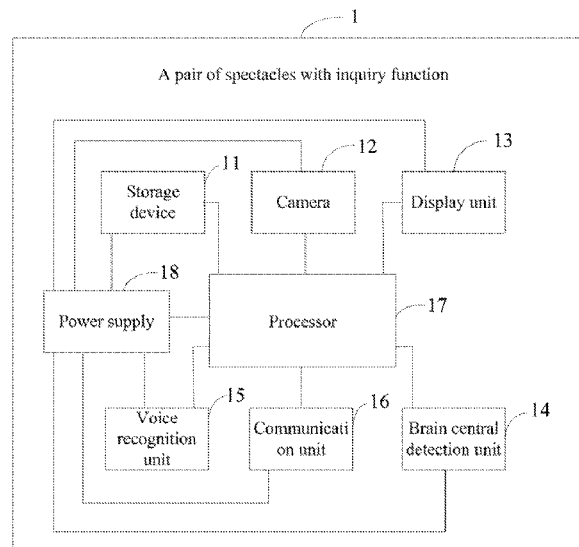 1
A pair of spectacles with inquiry function
11
12
13
Storage
device
Camera
Display unit
18
Power supply
Processor
17
15
16
14
Voice
recognition
unit
Communicati
on unit
Brain central
detection unit